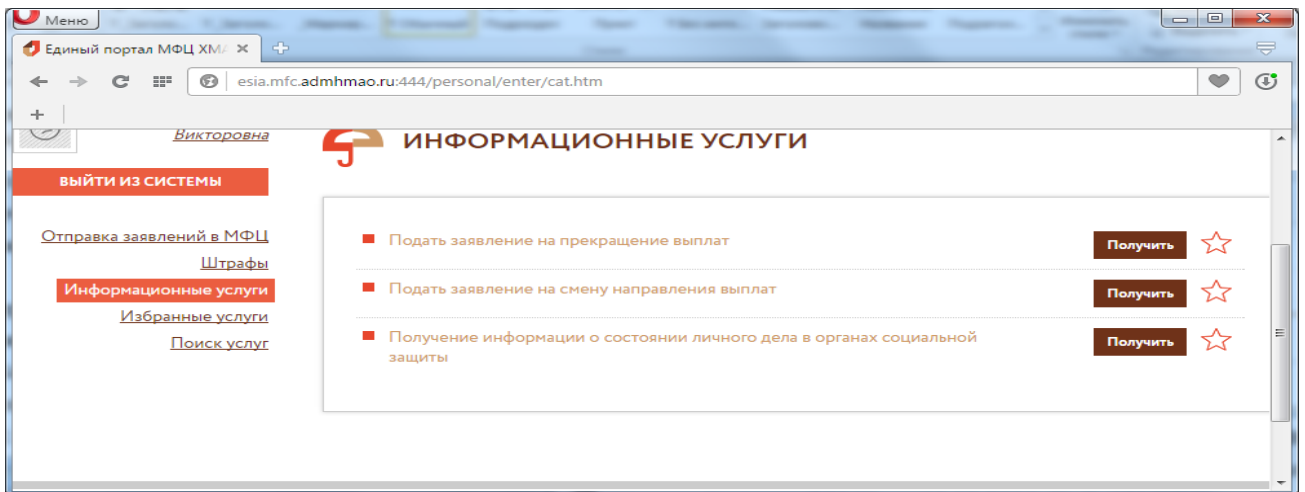 Меню
Единый портал МФЦ ХМА
esia.mfc.admhmao.ru:444/personal/enter/cat.htm
Викторовна
ВЫЙТИ ИЗ СИСТЕМЫ
Отправка заявлений в МФЦ
Штрафы
Информационные услуги
Избранные услуги
Поиск услуг
ИНФОРМАЦИОННЫЕ УСЛУГИ
Подать заявление на прекращение выплат
Получить
Подать заявление на смену направления выплат
Получить
Получение информации о состоянии личного дела в органах социальной
защиты
Получить